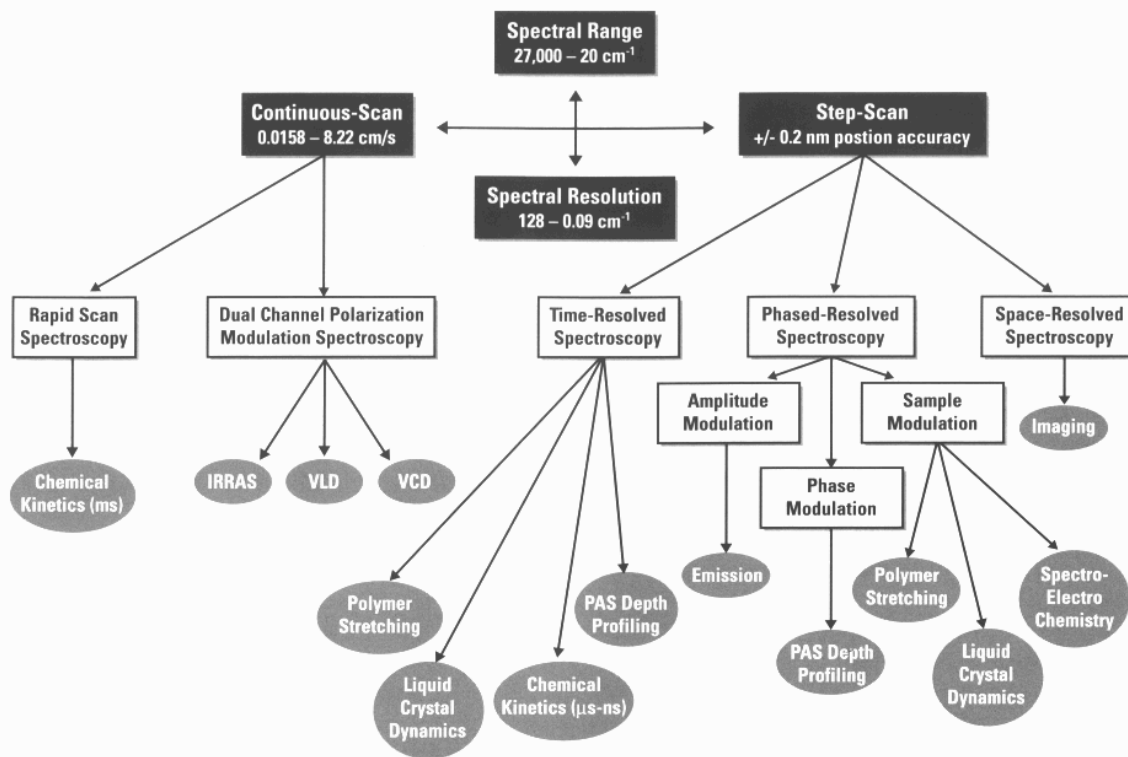 Spectral Range
27,000 – 20 cm⁻¹
Continuous-Scan
0.0158 – 8.22 cm/s
Step-Scan
+/- 0.2 nm postion accuracy
Spectral Resolution
128 – 0.09 cm⁻¹
Rapid Scan
Spectroscopy
Dual Channel Polarization
Modulation Spectroscopy
Time-Resolved
Spectroscopy
Phased-Resolved
Spectroscopy
Space-Resolved
Spectroscopy
Amplitude
Modulation
Sample
Modulation
Imaging
Chemical
Kinetics (ms)
IRRAS
VLD
VCD
Phase
Modulation
Polymer
Stretching
PAS Depth
Profiling
Emission
Polymer
Stretching
Spectro-
Electro
Chemistry
Liquid
Crystal
Dynamics
Chemical
Kinetics (µs-ns)
PAS Depth
Profiling
Liquid
Crystal
Dynamics